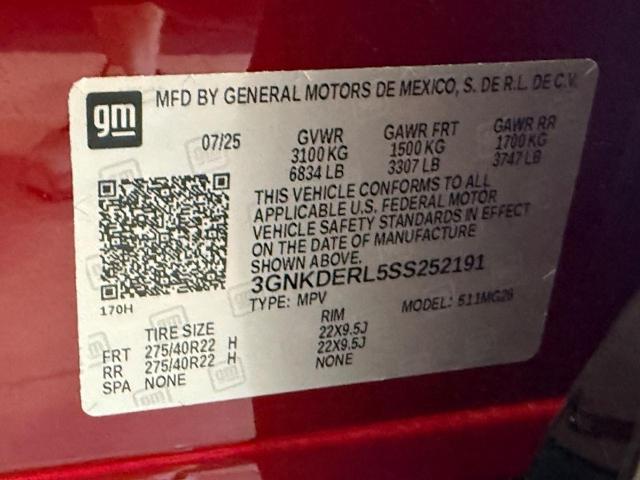 gm
MFD BY GENERAL MOTORS DE MEXICO, S. DE R.L. DE C.V.
07/25 GVWR GAWR FRT GAWR RR
3100 KG 1500 KG 1700 KG
6834 LB 3307 LB 3747 LB
THIS VEHICLE CONFORMS TO ALL
APPLICABLE U.S. FEDERAL MOTOR
VEHICLE SAFETY STANDARDS IN EFFECT
ON THE DATE OF MANUFACTURE
SHOWN ABOVE.
3GNKDERL5SS252191
170H
TYPE: MPV MODEL: 511MG26
TIRE SIZE RIM
FRT 275/40R22 H 22X9.5J
RR 275/40R22 H 22X9.5J
SPA NONE NONE